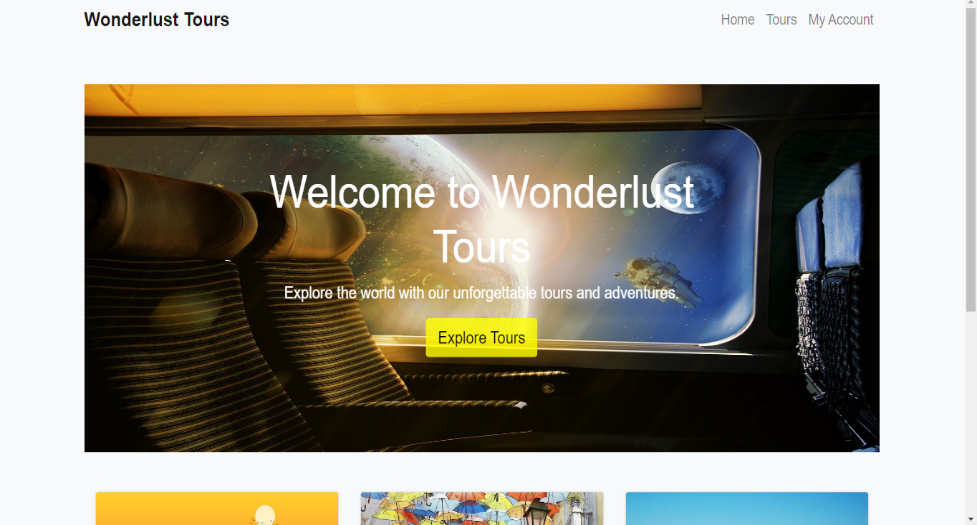 Wonderlust Tours
Home Tours My Account
Welcome to Wonderlust
Tours
Explore the world with our unforgettable tours and adventures.
Explore Tours